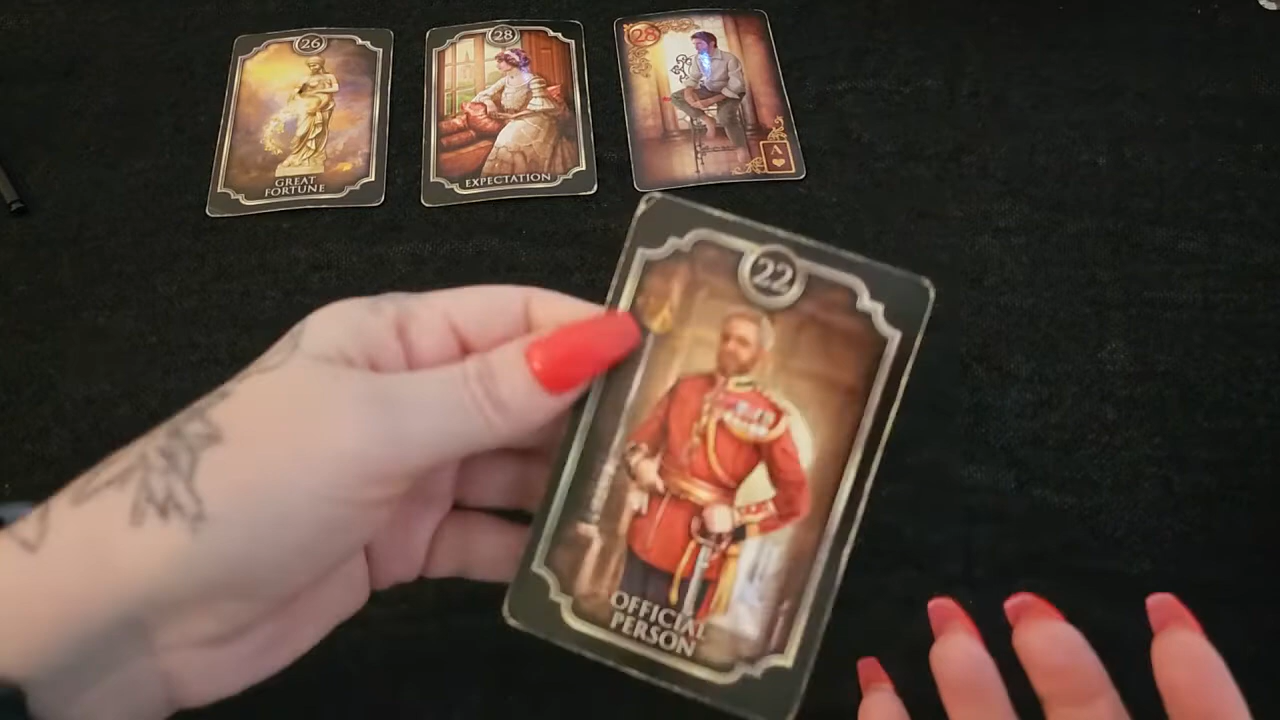 26
GREAT
FORTUNE
28
EXPECTATION
28
A
22
OFFICIAL
PERSON